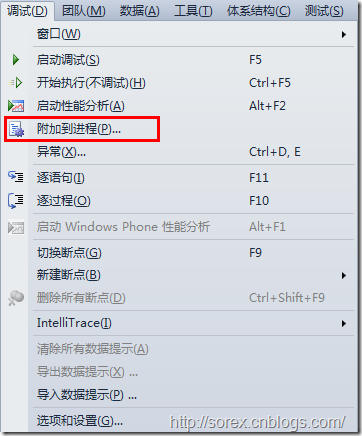 调试(D) 团队(M) 数据(A) 工具(T) 体系结构(C) 测试(S)
窗口(W)
启动调试(S) F5
开始执行(不调试)(H) Ctrl+F5
启动性能分析(A) Alt+F2
附加到进程(P)...
异常(X)... Ctrl+D, E
逐语句(I) F11
逐过程(O) F10
启动 Windows Phone 性能分析 Alt+F1
切换断点(G) F9
新建断点(B)
删除所有断点(D) Ctrl+Shift+F9
IntelliTrace(I)
清除所有数据提示(A)
导出数据提示(X) ...
导入数据提示(P) ...
选项和设置(G)...
http://sorex.cnblogs.com/